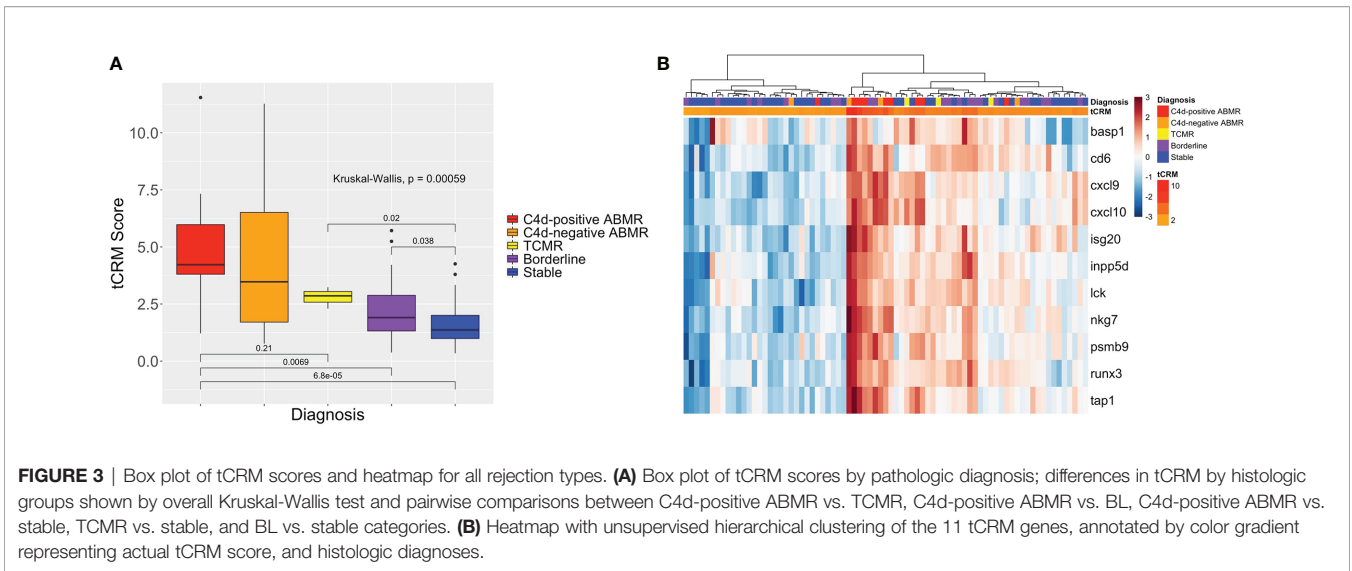 A
tCRM Score
10.0
7.5
5.0
2.5
0.0
Kruskal-Wallis, p = 0.00059
0.02
0.038
0.21
0.0069
6.8e-05
Diagnosis
C4d-positive ABMR
C4d-negative ABMR
TCMR
Borderline
Stable
B
Diagnosis
tCRM
basp1
cd6
cxcl9
cxcl10
isg20
inpp5d
lck
nkg7
psmb9
runx3
tap1
3
2
1
0
-1
-2
-3
Diagnosis
C4d-positive ABMR
C4d-negative ABMR
TCMR
Borderline
Stable
tCRM
10
2
FIGURE 3 | Box plot of tCRM scores and heatmap for all rejection types. (A) Box plot of tCRM scores by pathologic diagnosis; differences in tCRM by histologic
groups shown by overall Kruskal-Wallis test and pairwise comparisons between C4d-positive ABMR vs. TCMR, C4d-positive ABMR vs. BL, C4d-positive ABMR vs.
stable, TCMR vs. stable, and BL vs. stable categories. (B) Heatmap with unsupervised hierarchical clustering of the 11 tCRM genes, annotated by color gradient
representing actual tCRM score, and histologic diagnoses.